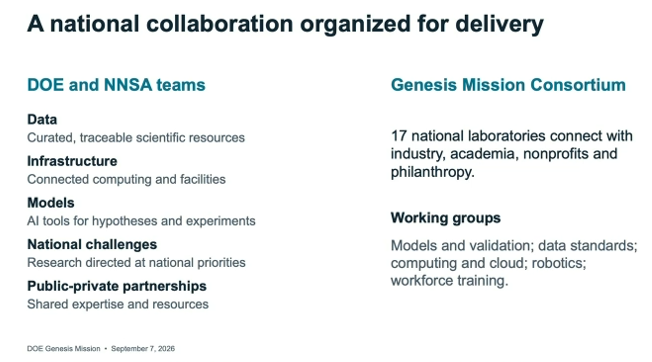 A national collaboration organized for delivery
DOE and NNSA teams
Data
Curated, traceable scientific resources
Infrastructure
Connected computing and facilities
Models
AI tools for hypotheses and experiments
National challenges
Research directed at national priorities
Public-private partnerships
Shared expertise and resources
Genesis Mission Consortium
17 national laboratories connect with
industry, academia, nonprofits and
philanthropy.
Working groups
Models and validation; data standards;
computing and cloud; robotics;
workforce training.
DOE Genesis Mission • September 7, 2026